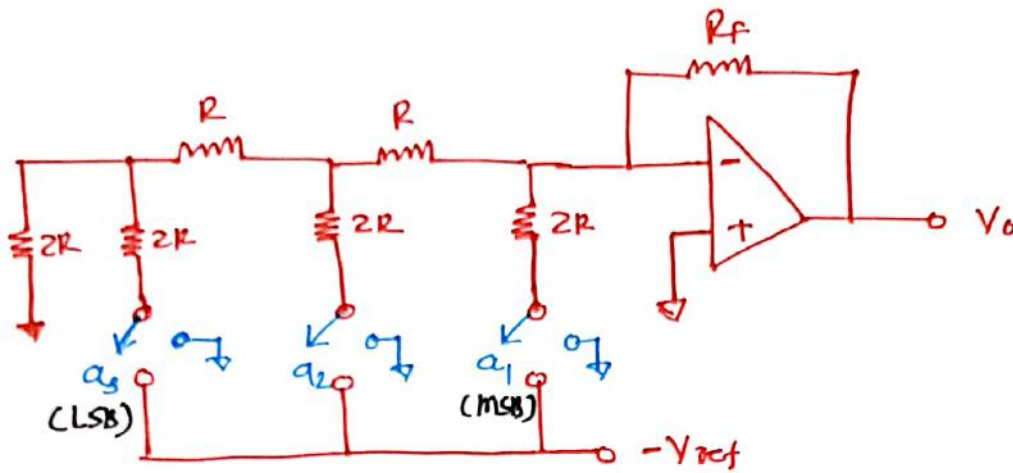 Rf
R R
-
2R 2R 2R 2R
+
Vo
a3 a2 a1
(LSB) (MSB)
-Vref